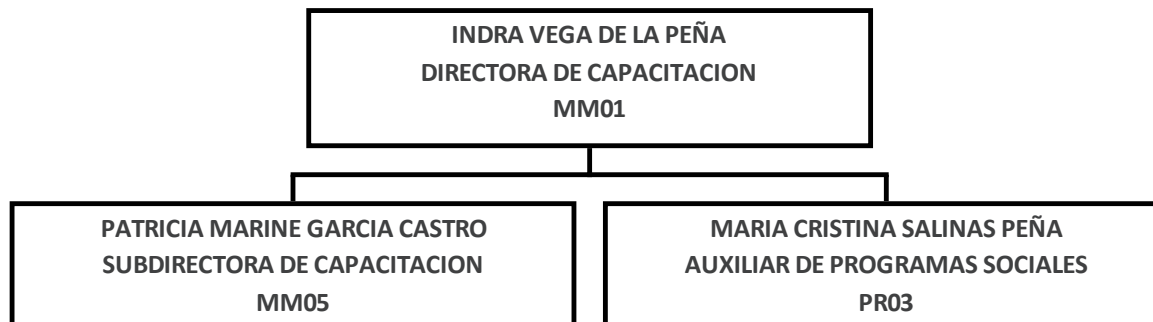 INDRA VEGA DE LA PEÑA
DIRECTORA DE CAPACITACION
MM01
PATRICIA MARINE GARCIA CASTRO
SUBDIRECTORA DE CAPACITACION
MM05
MARIA CRISTINA SALINAS PEÑA
AUXILIAR DE PROGRAMAS SOCIALES
PR03